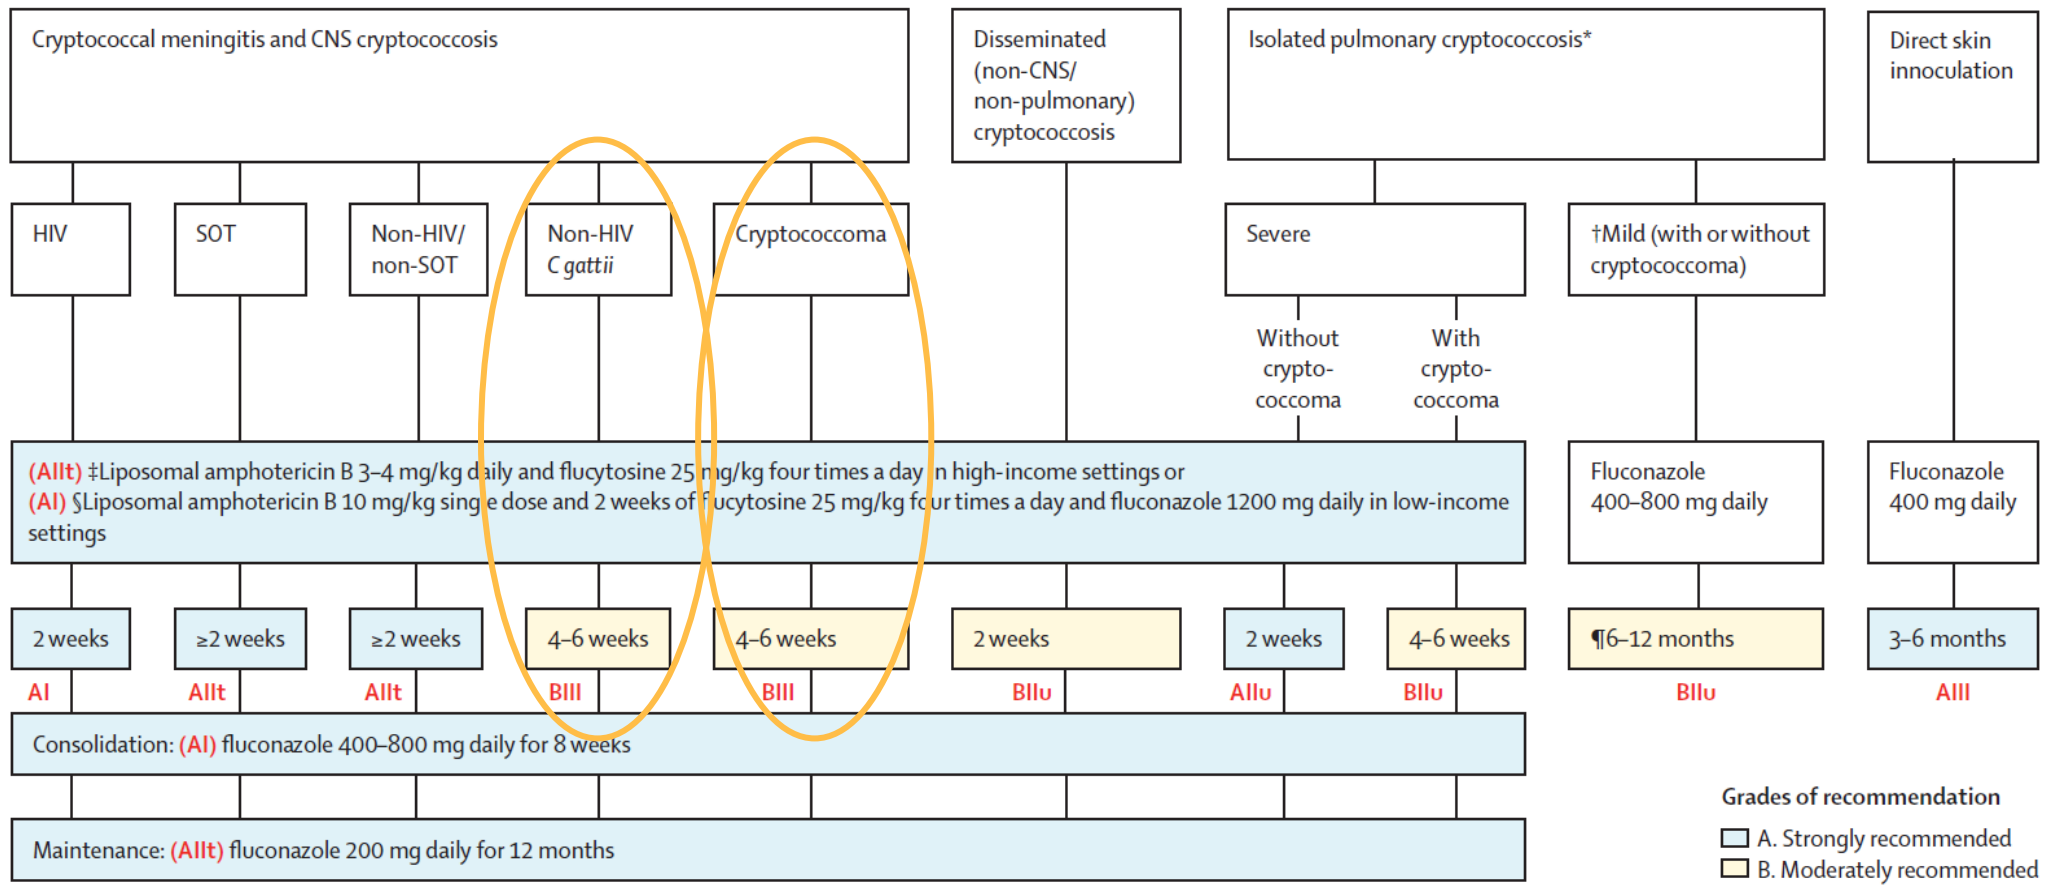 Cryptococcal meningitis and CNS cryptococcosis
Disseminated
(non-CNS/
non-pulmonary)
cryptococcosis
Isolated pulmonary cryptococcosis*
Direct skin
innoculation
HIV
SOT
Non-HIV/
non-SOT
Non-HIV
C gattii
Cryptococcoma
Severe
†Mild (with or without
cryptococcoma)
Without
crypto-
coccoma
With
crypto-
coccoma
(AIIt) ‡Liposomal amphotericin B 3–4 mg/kg daily and flucytosine 25 mg/kg four times a day in high-income settings or
(AI) §Liposomal amphotericin B 10 mg/kg single dose and 2 weeks of flucytosine 25 mg/kg four times a day and fluconazole 1200 mg daily in low-income
settings
Fluconazole
400–800 mg daily
Fluconazole
400 mg daily
2 weeks
≥2 weeks
≥2 weeks
4–6 weeks
4–6 weeks
2 weeks
2 weeks
4–6 weeks
¶6–12 months
3–6 months
AI
AIIt
AIIt
BIII
BIII
BIIu
AIIu
BIIu
BIIu
AIII
Consolidation: (AI) fluconazole 400–800 mg daily for 8 weeks
Maintenance: (AIIt) fluconazole 200 mg daily for 12 months
Grades of recommendation
A. Strongly recommended
B. Moderately recommended